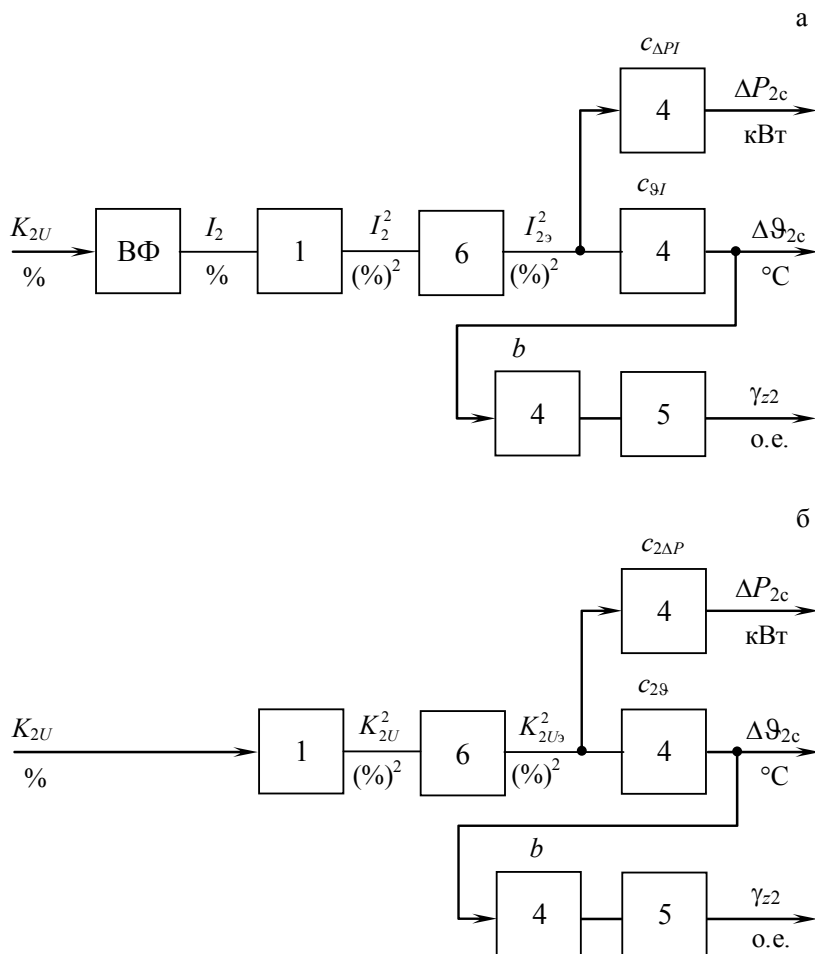 а
c_ΔPI
4 ΔP_2с
кВт
c_ϑI
K_2U ВФ I_2 1 I_2^2 6 I_2э^2 4 Δϑ_2с
% % (%)^2 (%)^2 °C
b
4 5 γ_z2
о.е.
б
c_2ΔP
4 ΔP_2с
кВт
c_2ϑ
K_2U 1 K_2U^2 6 K_2Uэ^2 4 Δϑ_2с
% (%)^2 (%)^2 °C
b
4 5 γ_z2
о.е.